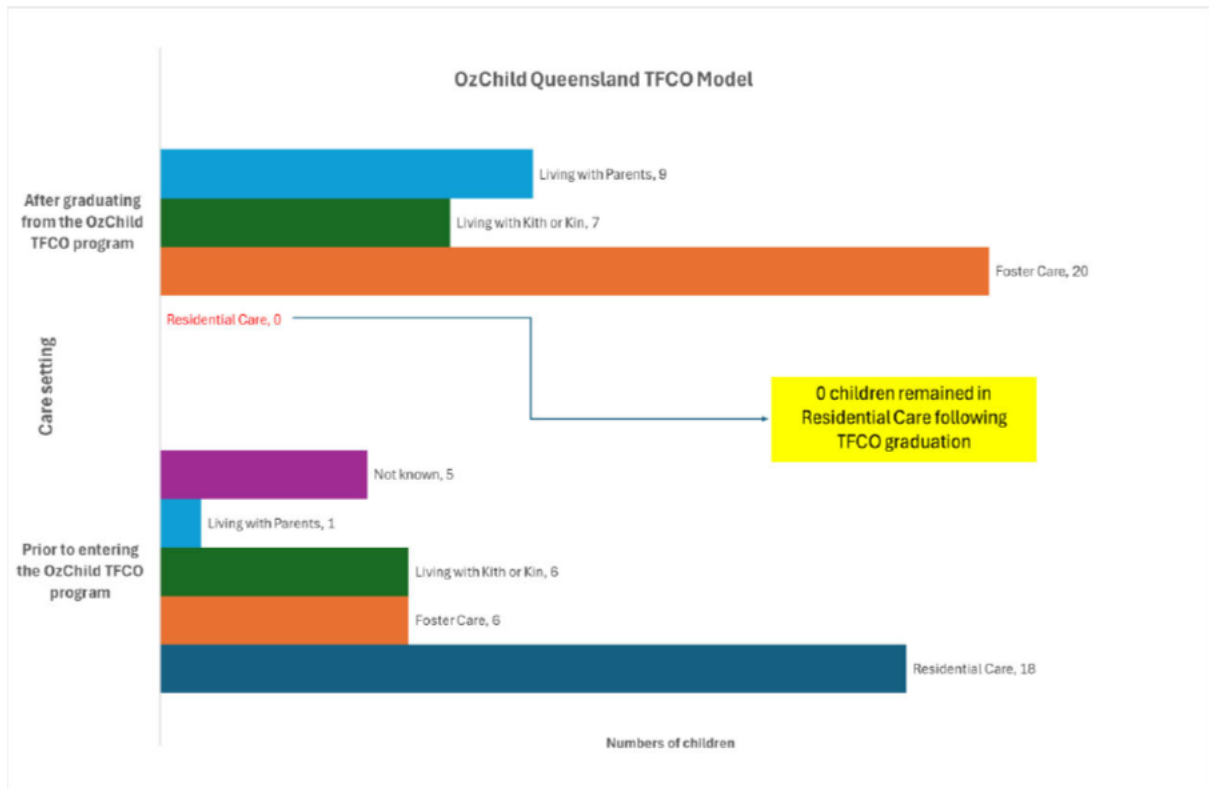 OzChild Queensland TFCO Model
After graduating
from the OzChild
TFCO program
Living with Parents, 9
Living with Kith or Kin, 7
Foster Care, 20
Residential Care, 0
Care setting
0 children remained in
Residential Care following
TFCO graduation
Prior to entering
the OzChild TFCO
program
Not known, 5
Living with Parents, 1
Living with Kith or Kin, 6
Foster Care, 6
Residential Care, 18
Numbers of children